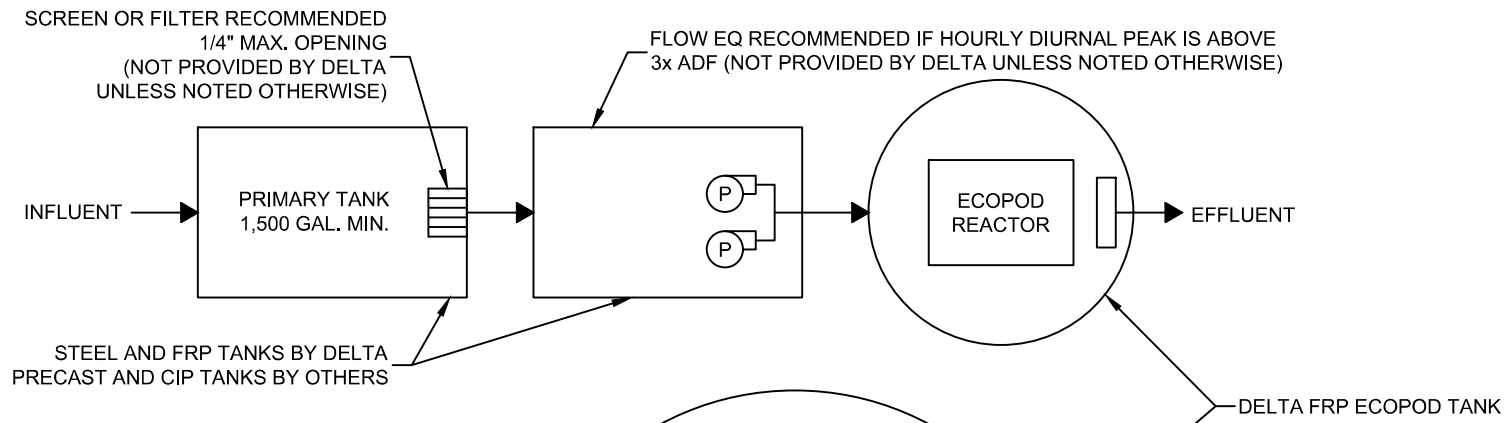 SCREEN OR FILTER RECOMMENDED
1/4" MAX. OPENING
(NOT PROVIDED BY DELTA
UNLESS NOTED OTHERWISE)
FLOW EQ RECOMMENDED IF HOURLY DIURNAL PEAK IS ABOVE
3x ADF (NOT PROVIDED BY DELTA UNLESS NOTED OTHERWISE)
INFLUENT
PRIMARY TANK
1,500 GAL. MIN.
P
P
ECOPOD
REACTOR
EFFLUENT
STEEL AND FRP TANKS BY DELTA
PRECAST AND CIP TANKS BY OTHERS
DELTA FRP ECOPOD TANK